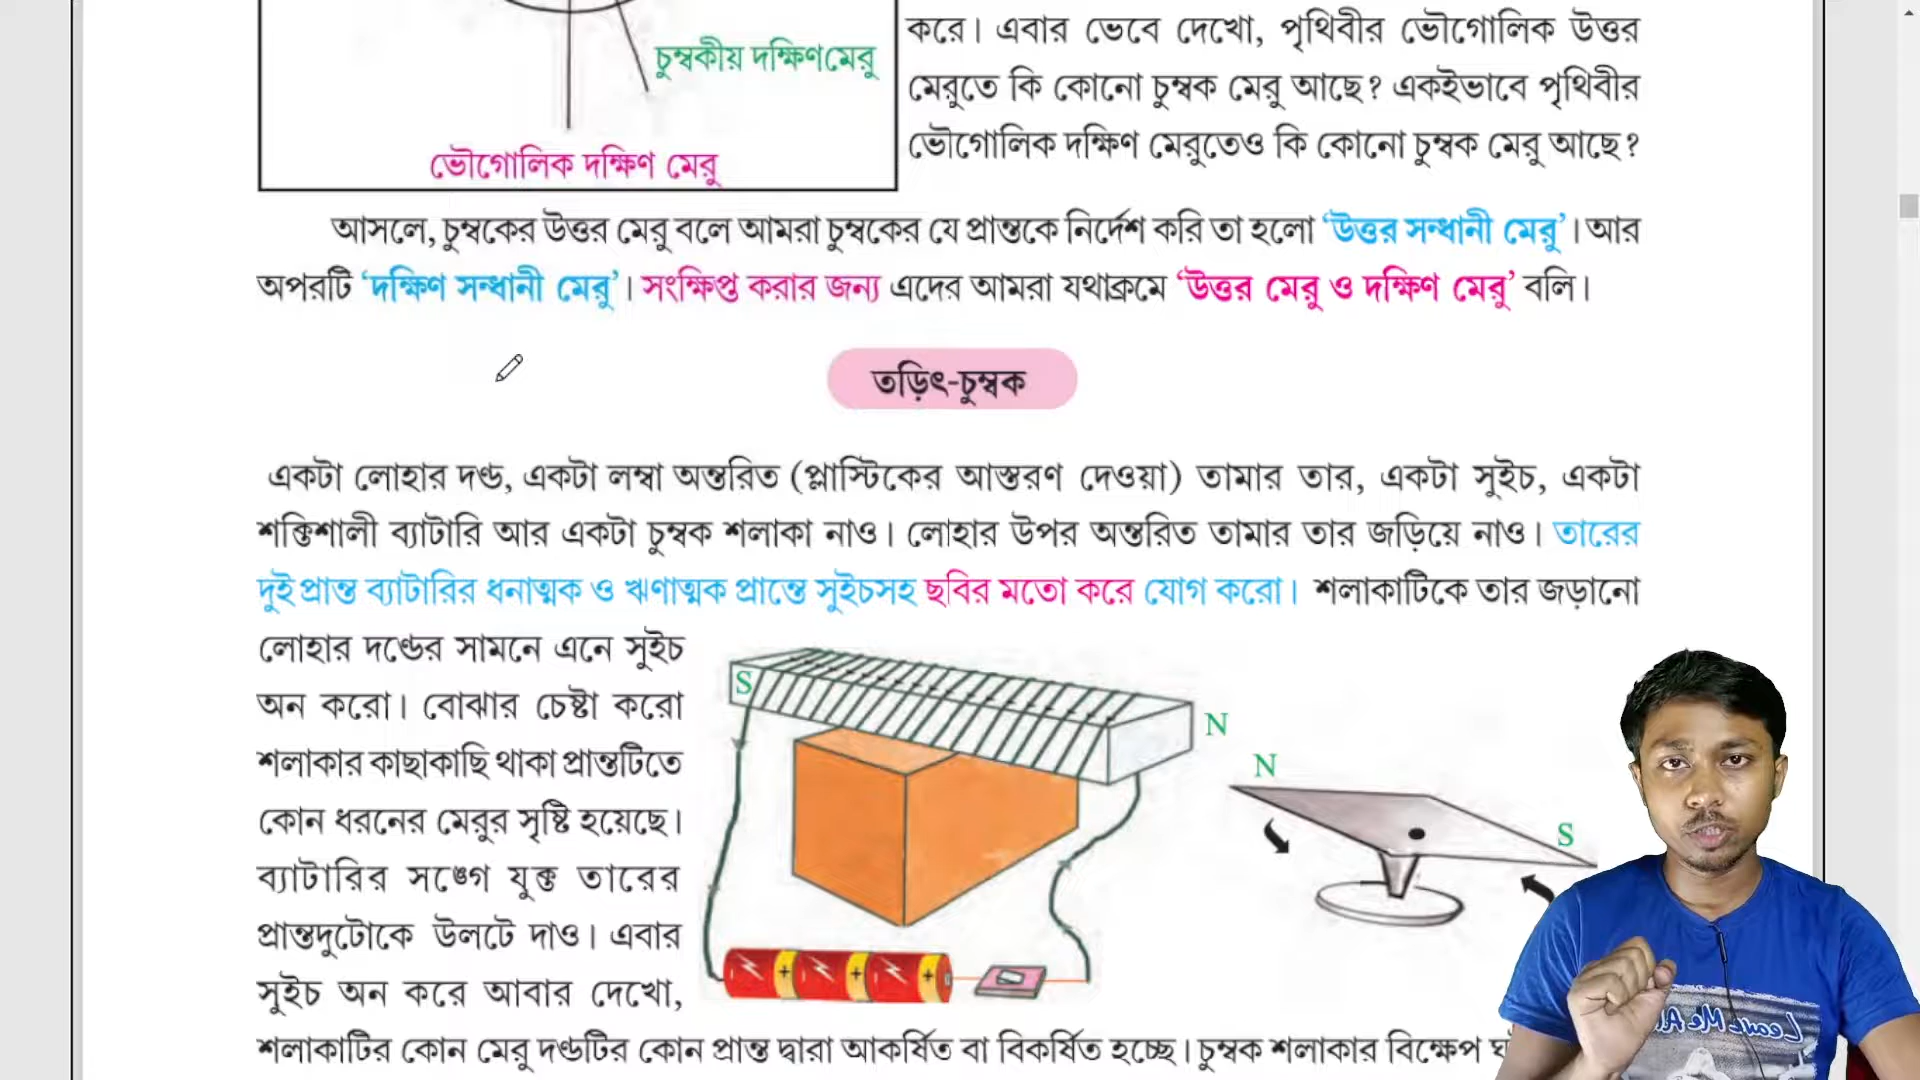 চুম্বকীয় দক্ষিণমেরু
ভৌগোলিক দক্ষিণ মেরু
করে। এবার ভেবে দেখো, পৃথিবীর ভৌগোলিক উত্তর
মেরুতে কি কোনো চুম্বক মেরু আছে? একইভাবে পৃথিবীর
ভৌগোলিক দক্ষিণ মেরুতেও কি কোনো চুম্বক মেরু আছে?
আসলে, চুম্বকের উত্তর মেরু বলে আমরা চুম্বকের যে প্রান্তকে নির্দেশ করি তা হলো ‘উত্তর সন্ধানী মেরু’। আর
অপরটি ‘দক্ষিণ সন্ধানী মেরু’। সংক্ষিপ্ত করার জন্য এদের আমরা যথাক্রমে ‘উত্তর মেরু ও দক্ষিণ মেরু’ বলি।
তড়িৎ-চুম্বক
একটা লোহার দণ্ড, একটা লম্বা অন্তরিত (প্লাস্টিকের আস্তরণ দেওয়া) তামার তার, একটা সুইচ, একটা
শক্তিশালী ব্যাটারি আর একটা চুম্বক শলাকা নাও। লোহার উপর অন্তরিত তামার তার জড়িয়ে নাও। তারের
দুই প্রান্ত ব্যাটারির ধনাত্মক ও ঋণাত্মক প্রান্তে সুইচসহ ছবির মতো করে যোগ করো। শলাকাটিকে তার জড়ানো
লোহার দণ্ডের সামনে এনে সুইচ
অন করো। বোঝার চেষ্টা করো
শলাকার কাছাকাছি থাকা প্রান্তটিতে
কোন ধরনের মেরুর সৃষ্টি হয়েছে।
ব্যাটারির সঙ্গে যুক্ত তারের
প্রান্তদুটোকে উলটে দাও। এবার
সুইচ অন করে আবার দেখো,
শলাকাটির কোন মেরু দণ্ডটির কোন প্রান্ত দ্বারা আকর্ষিত বা বিকর্ষিত হচ্ছে। চুম্বক শলাকার বিক্ষেপ
S
N
N
S
+ + +
Leave Me